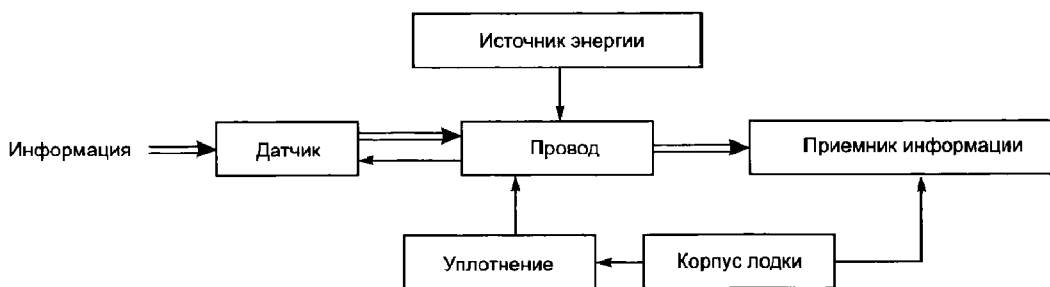 Источник энергии
Информация
Датчик
Провод
Приемник информации
Уплотнение
Корпус лодки